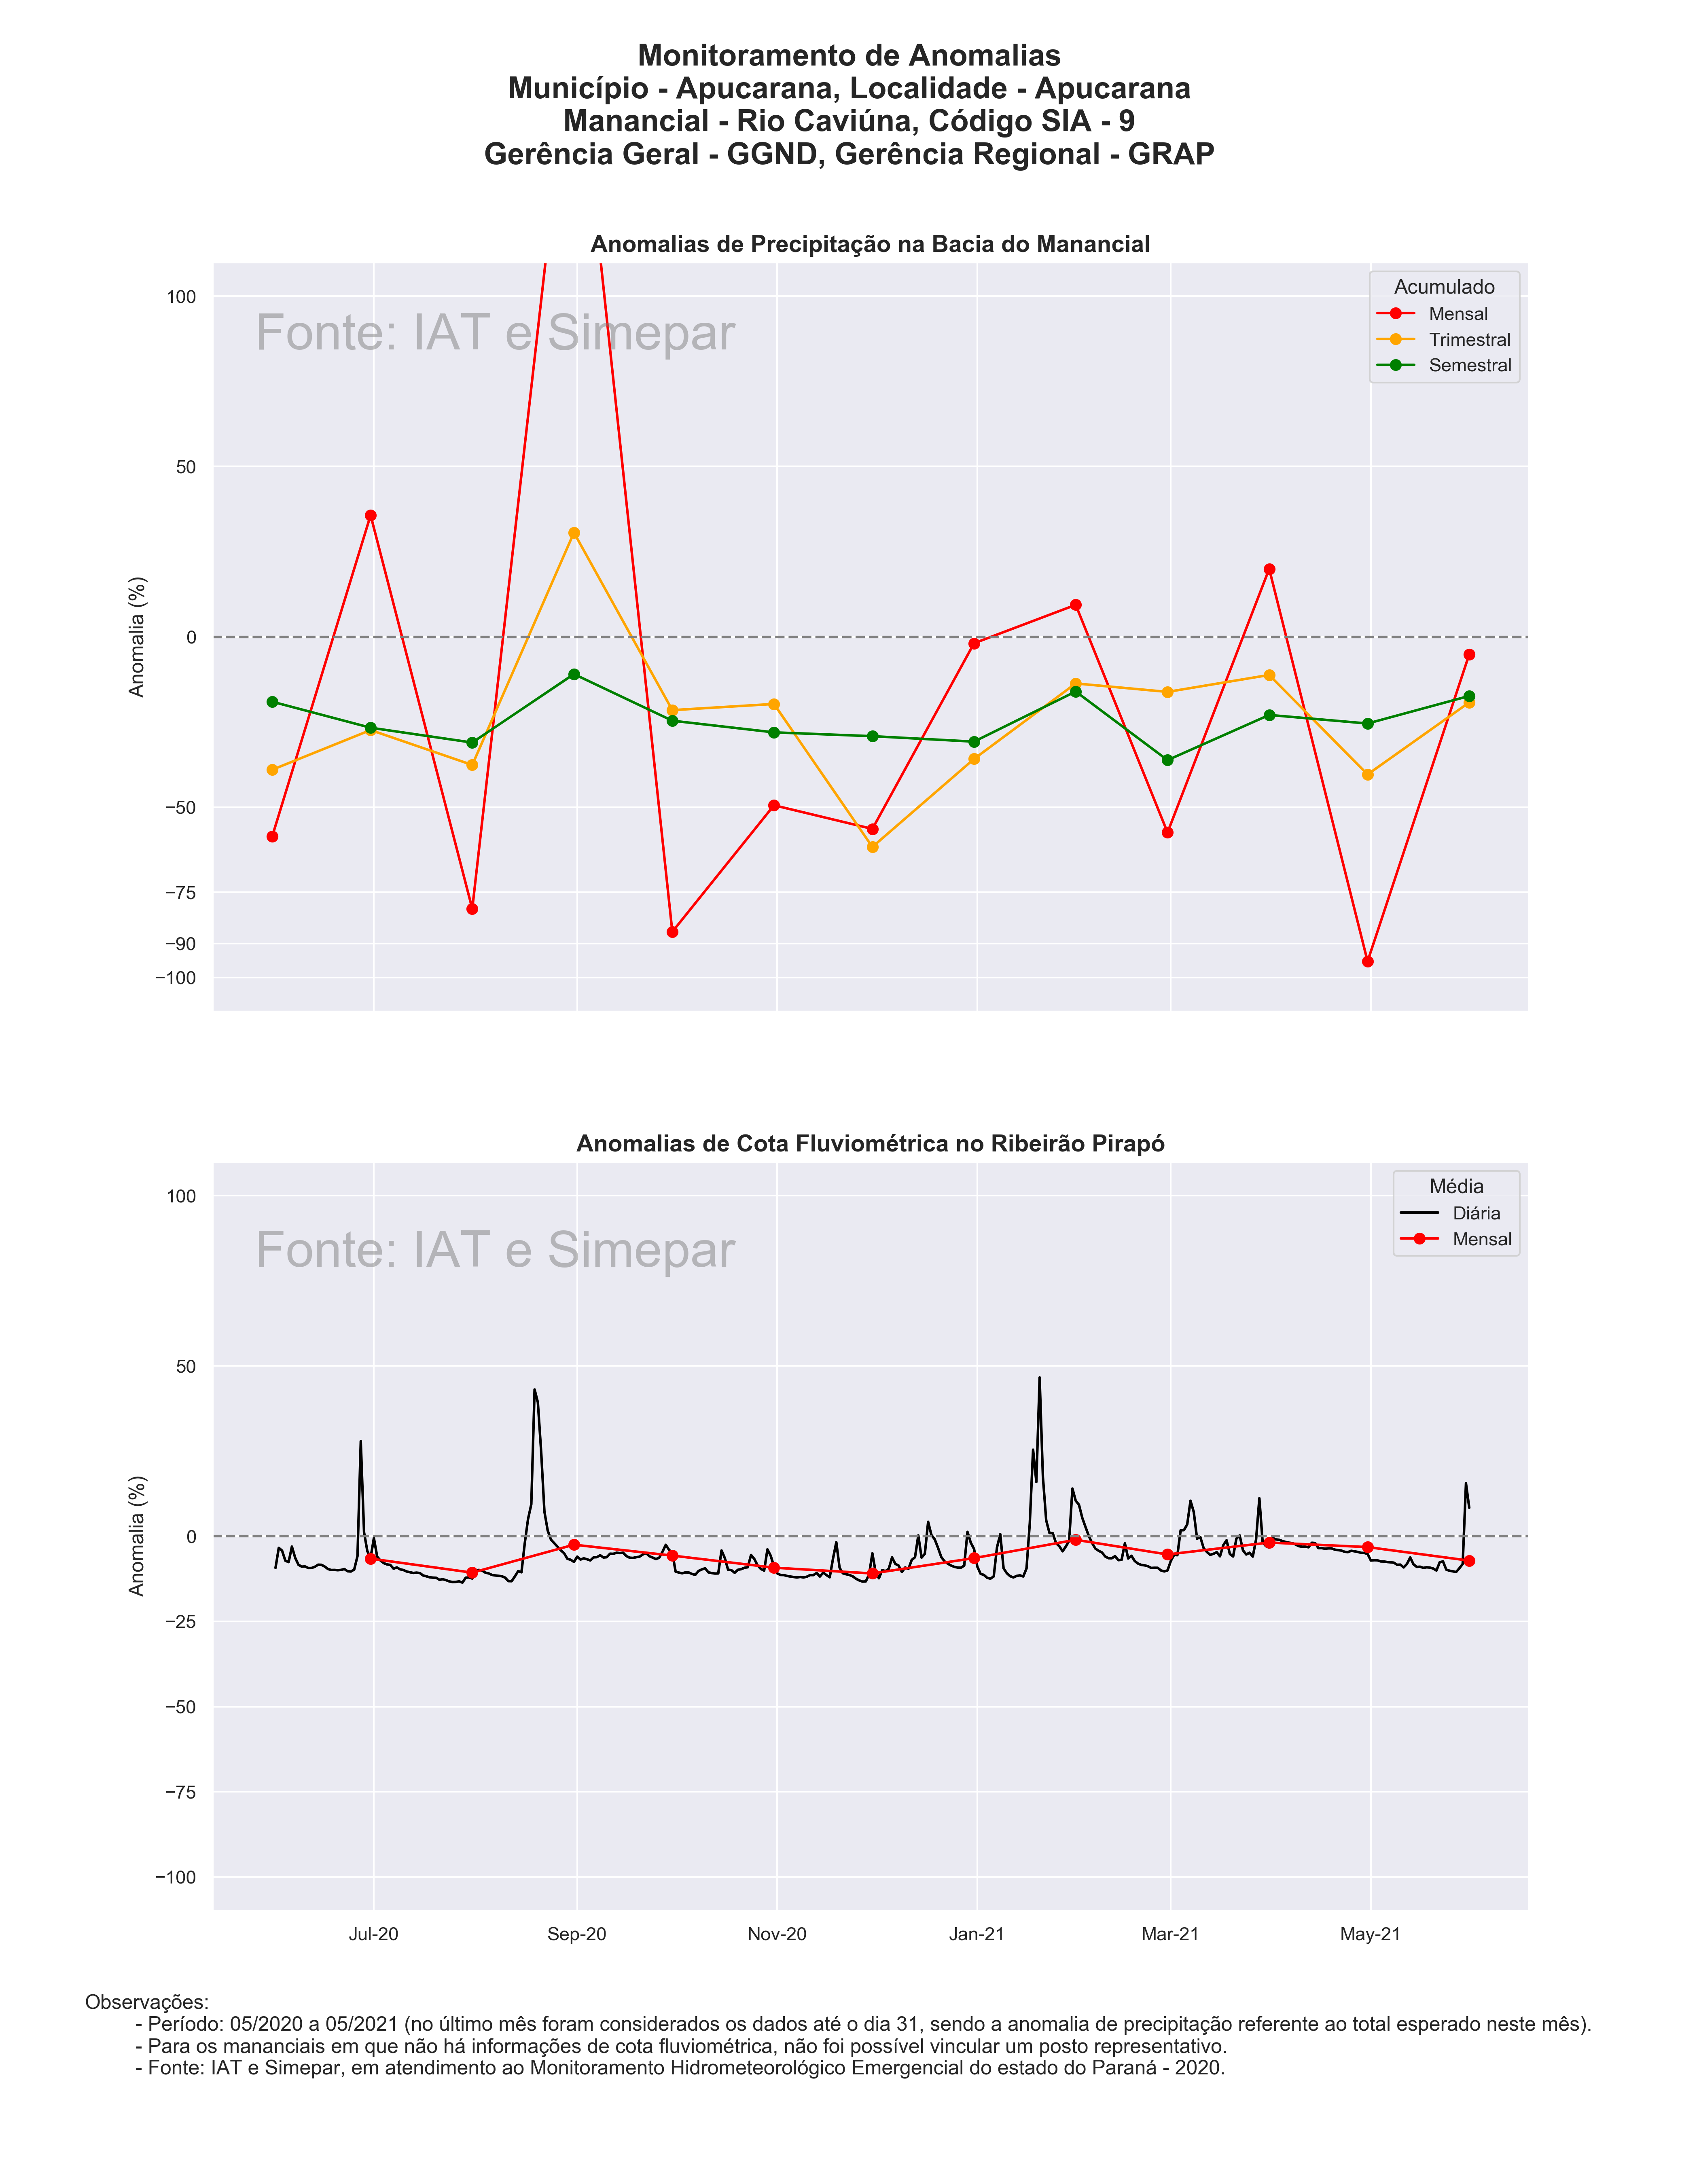 Monitoramento de Anomalias
Município - Apucarana, Localidade - Apucarana
Manancial - Rio Caviúna, Código SIA - 9
Gerência Geral - GGND, Gerência Regional - GRAP
Anomalias de Precipitação na Bacia do Manancial
Fonte: IAT e Simepar
Acumulado
Mensal
Trimestral
Semestral
Anomalia (%)
100
50
0
−50
−75
−90
−100
Anomalias de Cota Fluviométrica no Ribeirão Pirapó
Fonte: IAT e Simepar
Média
Diária
Mensal
Anomalia (%)
100
50
0
−25
−50
−75
−100
Jul-20 Sep-20 Nov-20 Jan-21 Mar-21 May-21
Observações:
- Período: 05/2020 a 05/2021 (no último mês foram considerados os dados até o dia 31, sendo a anomalia de precipitação referente ao total esperado neste mês).
- Para os mananciais em que não há informações de cota fluviométrica, não foi possível vincular um posto representativo.
- Fonte: IAT e Simepar, em atendimento ao Monitoramento Hidrometeorológico Emergencial do estado do Paraná - 2020.